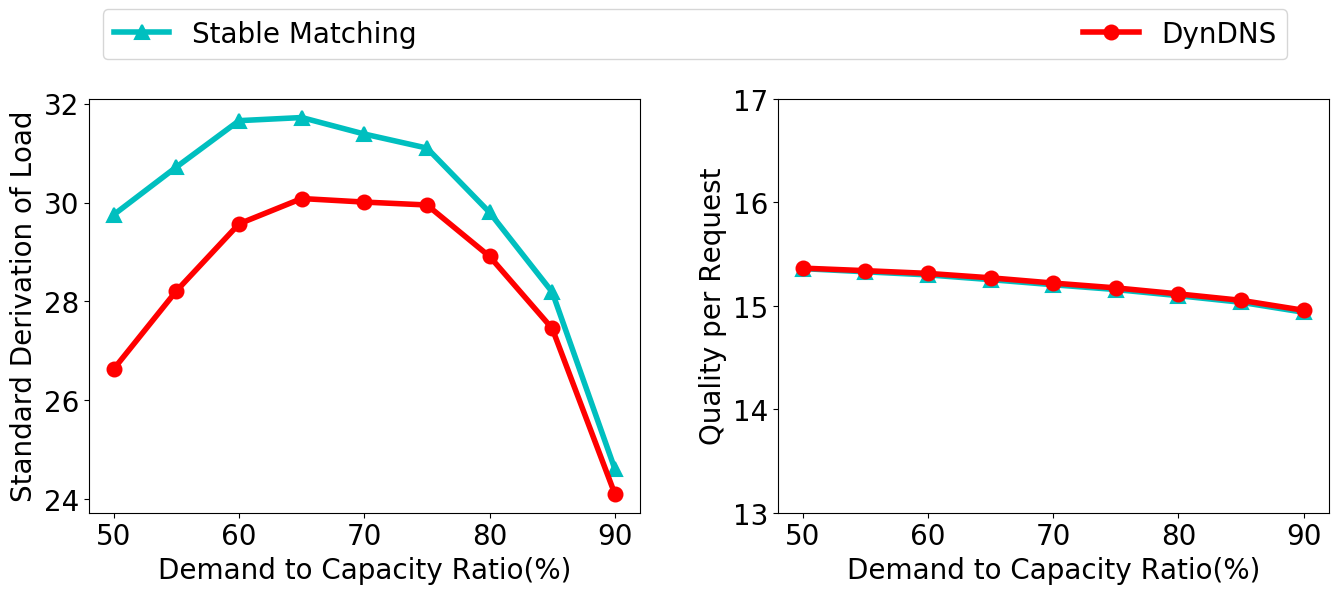 Stable Matching
DynDNS
Standard Derivation of Load
32
30
28
26
24
50 60 70 80 90
Demand to Capacity Ratio(%)
Quality per Request
17
16
15
14
13
50 60 70 80 90
Demand to Capacity Ratio(%)